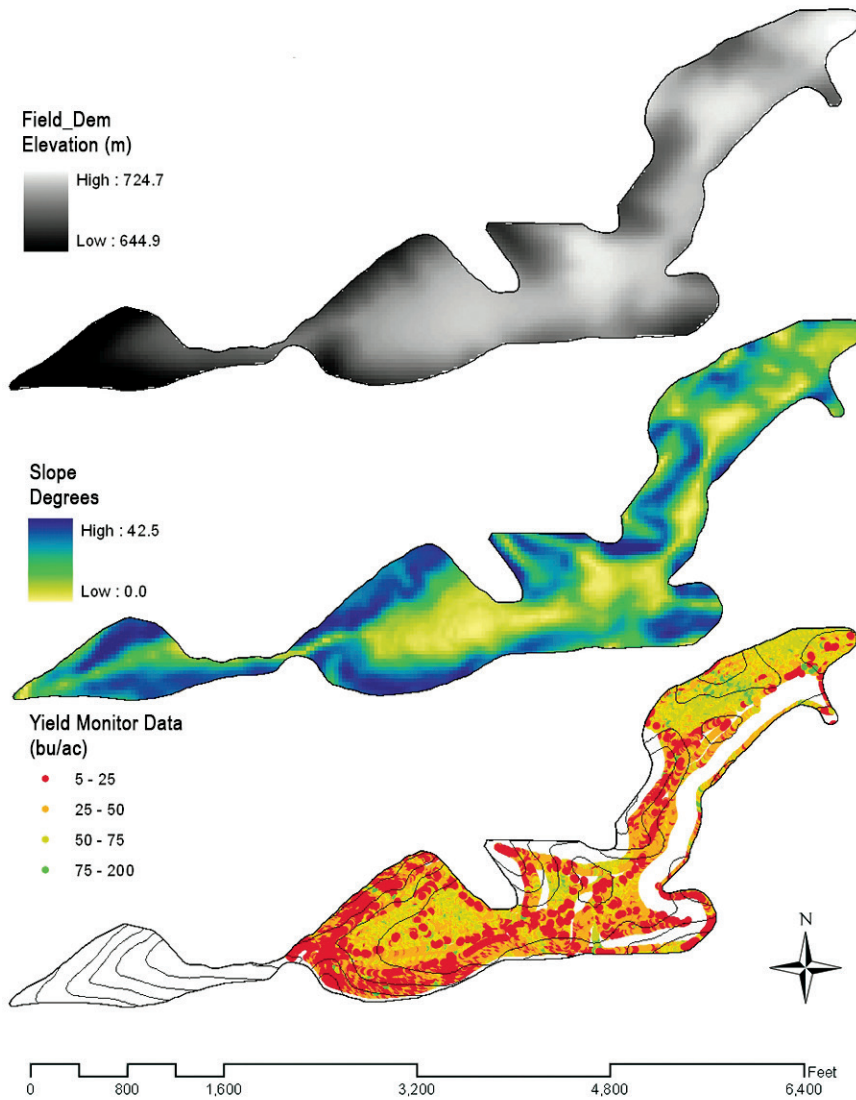 Field_Dem
Elevation (m)
High : 724.7
Low : 644.9
Slope
Degrees
High : 42.5
Low : 0.0
Yield Monitor Data
(bu/ac)
5 - 25
25 - 50
50 - 75
75 - 200
N
Feet
0 800 1,600 3,200 4,800 6,400